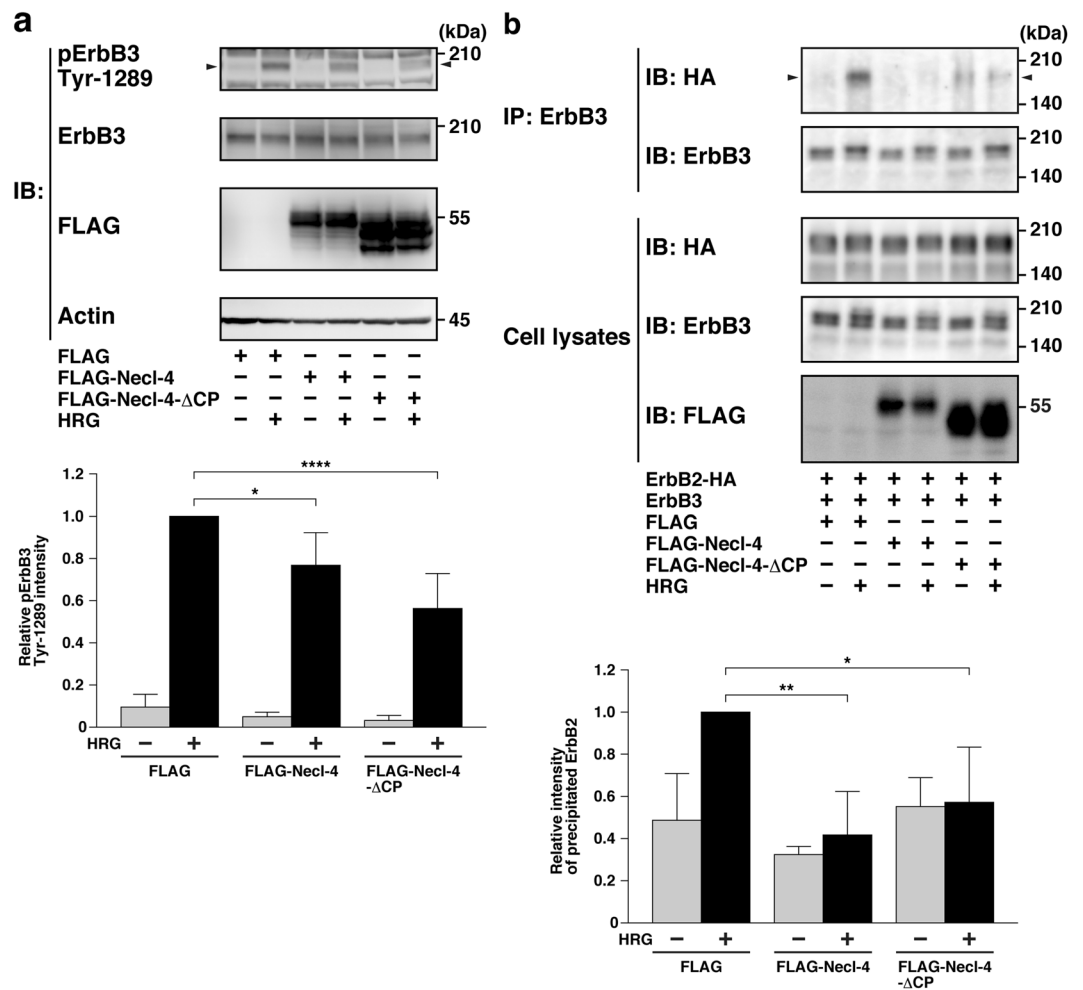 a
(kDa)
pErbB3
Tyr-1289
210
ErbB3
210
IB:
FLAG
55
Actin
45
FLAG + + − − − −
FLAG-Necl-4 − − + + − −
FLAG-Necl-4-ΔCP − − − − + +
HRG − + − + − +
Relative pErbB3
Tyr-1289 intensity
1.2
1.0
0.8
0.6
0.4
0.2
0
****
*
HRG − + − + − +
FLAG FLAG-Necl-4 FLAG-Necl-4
-ΔCP
b
(kDa)
IP: ErbB3
IB: HA
210
140
IB: ErbB3
210
140
Cell lysates
IB: HA
210
140
IB: ErbB3
210
140
IB: FLAG
55
ErbB2-HA + + + + + +
ErbB3 + + + + + +
FLAG + + − − − −
FLAG-Necl-4 − − + + − −
FLAG-Necl-4-ΔCP − − − − + +
HRG − + − + − +
Relative intensity
of precipitated ErbB2
1.2
1.0
0.8
0.6
0.4
0.2
0
*
**
HRG − + − + − +
FLAG FLAG-Necl-4 FLAG-Necl-4
-ΔCP